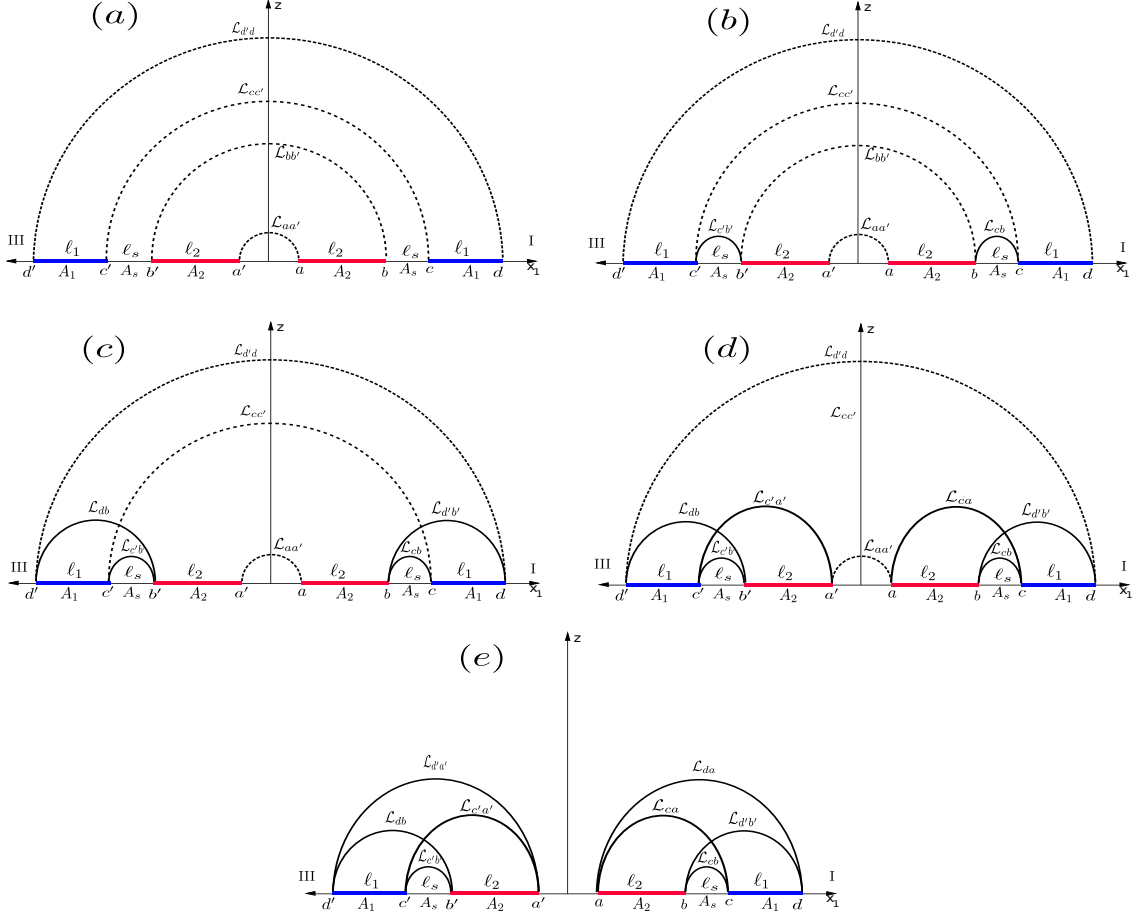 (a)
z
ℒ_{d'd}
ℒ_{cc'}
ℒ_{bb'}
ℒ_{aa'}
III ℓ₁ ℓₛ ℓ₂ ℓ₂ ℓₛ ℓ₁ I
d' A₁ c' Aₛ b' A₂ a' a A₂ b Aₛ c A₁ d x₁
(b)
z
ℒ_{d'd}
ℒ_{cc'}
ℒ_{bb'}
ℒ_{c'b'} ℒ_{aa'} ℒ_{cb}
III ℓ₁ ℓₛ ℓ₂ ℓ₂ ℓₛ ℓ₁ I
d' A₁ c' Aₛ b' A₂ a' a A₂ b Aₛ c A₁ d x₁
(c)
z
ℒ_{d'd}
ℒ_{cc'}
ℒ_{db} ℒ_{d'b'}
ℒ_{c'b'} ℒ_{aa'} ℒ_{cb}
III ℓ₁ ℓₛ ℓ₂ ℓ₂ ℓₛ ℓ₁ I
d' A₁ c' Aₛ b' A₂ a' a A₂ b Aₛ c A₁ d x₁
(d)
z
ℒ_{d'd}
ℒ_{cc'}
ℒ_{db} ℒ_{c'a'} ℒ_{ca} ℒ_{d'b'}
ℒ_{c'b'} ℒ_{aa'} ℒ_{cb}
III ℓ₁ ℓₛ ℓ₂ ℓ₂ ℓₛ ℓ₁ I
d' A₁ c' Aₛ b' A₂ a' a A₂ b Aₛ c A₁ d x₁
(e)
z
ℒ_{d'a'} ℒ_{da}
ℒ_{db} ℒ_{c'a'} ℒ_{ca} ℒ_{d'b'}
ℒ_{c'b'} ℒ_{cb}
III ℓ₁ ℓₛ ℓ₂ ℓ₂ ℓₛ ℓ₁ I
d' A₁ c' Aₛ b' A₂ a' a A₂ b Aₛ c A₁ d x₁